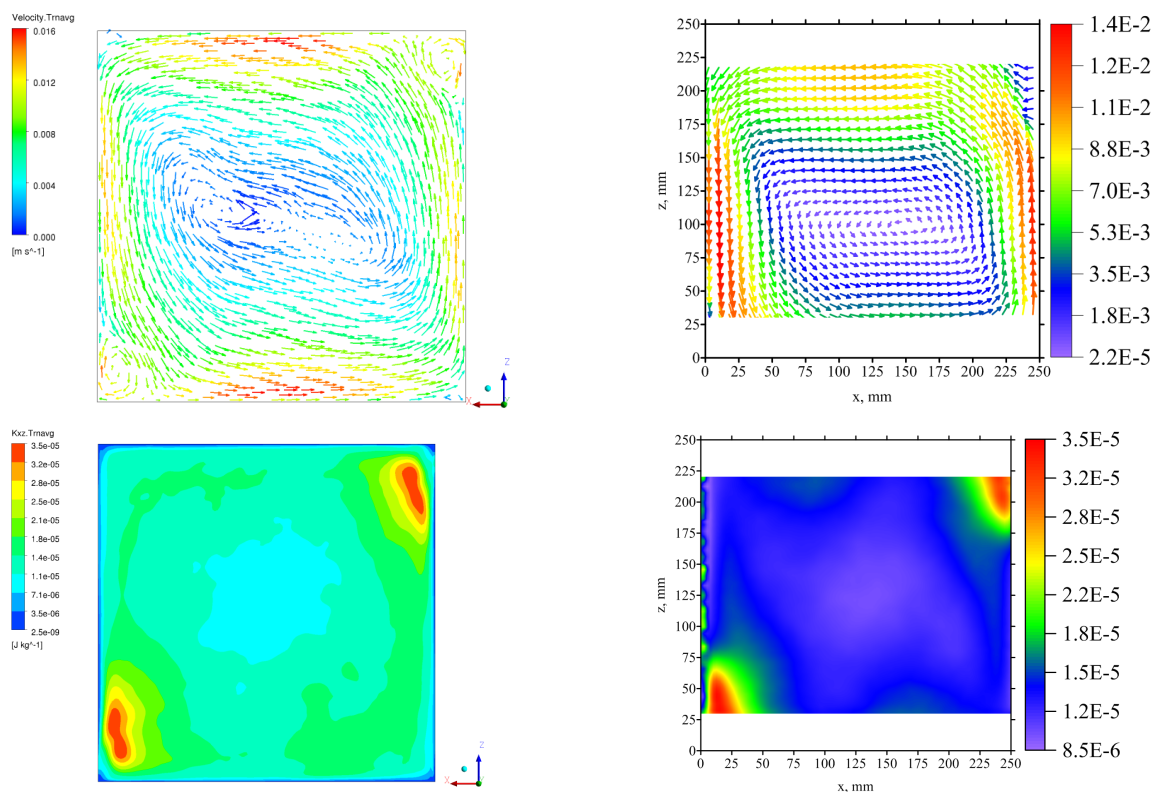 Velocity.Trnavg
0.016
0.012
0.008
0.004
0.000
[m s^-1]
Z
X
Y
250
225
200
175
150
125
100
75
50
25
0
z, mm
0 25 50 75 100 125 150 175 200 225 250
x, mm
1.4E-2
1.2E-2
1.1E-2
8.8E-3
7.0E-3
5.3E-3
3.5E-3
1.8E-3
2.2E-5
Kxz.Trnavg
3.5e-05
3.2e-05
2.8e-05
2.5e-05
2.1e-05
1.8e-05
1.4e-05
1.1e-05
7.1e-06
3.5e-06
2.5e-09
[J kg^-1]
Z
X
250
225
200
175
150
125
100
75
50
25
0
z, mm
0 25 50 75 100 125 150 175 200 225 250
x, mm
3.5E-5
3.1E-5
2.8E-5
2.5E-5
2.2E-5
1.8E-5
1.5E-5
1.2E-5
8.5E-6